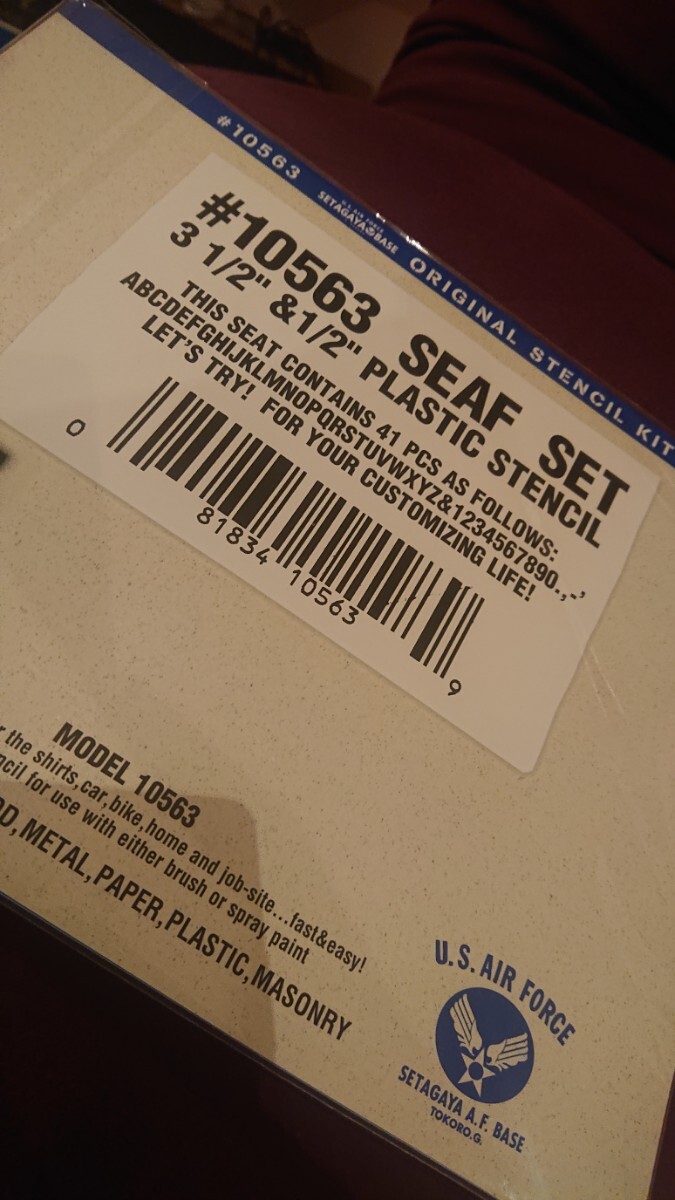 #10563 U.S. AIR FORCE SETAGAYA BASE ORIGINAL STENCIL KIT
#10563 SEAF SET
3 1/2" &1/2" PLASTIC STENCIL
THIS SEAT CONTAINS 41 PCS AS FOLLOWS:
ABCDEFGHIJKLMNOPQRSTUVWXYZ&1234567890.,-'
LET'S TRY! FOR YOUR CUSTOMIZING LIFE!
0 81834 10563 9
MODEL 10563
the shirts,car,bike,home and job-site...fast&easy!
for use with either brush or spray paint
METAL,PAPER,PLASTIC,MASONRY
U.S. AIR FORCE
SETAGAYA A.F. BASE
TOKORO.G.